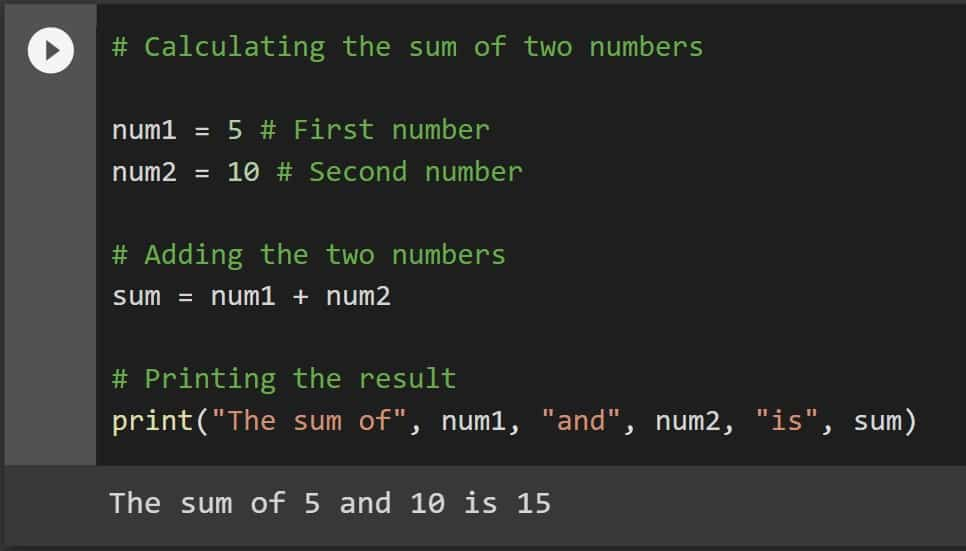 # Calculating the sum of two numbers
num1 = 5 # First number
num2 = 10 # Second number
# Adding the two numbers
sum = num1 + num2
# Printing the result
print("The sum of", num1, "and", num2, "is", sum)
The sum of 5 and 10 is 15